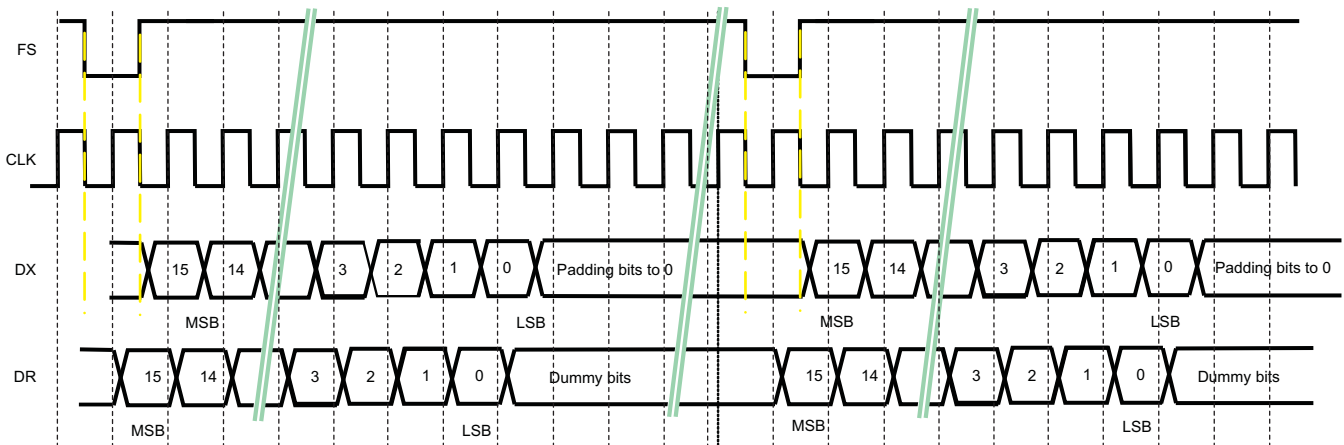 FS
CLK
DX 15 14 3 2 1 0 Padding bits to 0 15 14 3 2 1 0 Padding bits to 0
MSB LSB MSB LSB
DR 15 14 3 2 1 0 Dummy bits 15 14 3 2 1 0 Dummy bits
MSB LSB MSB LSB